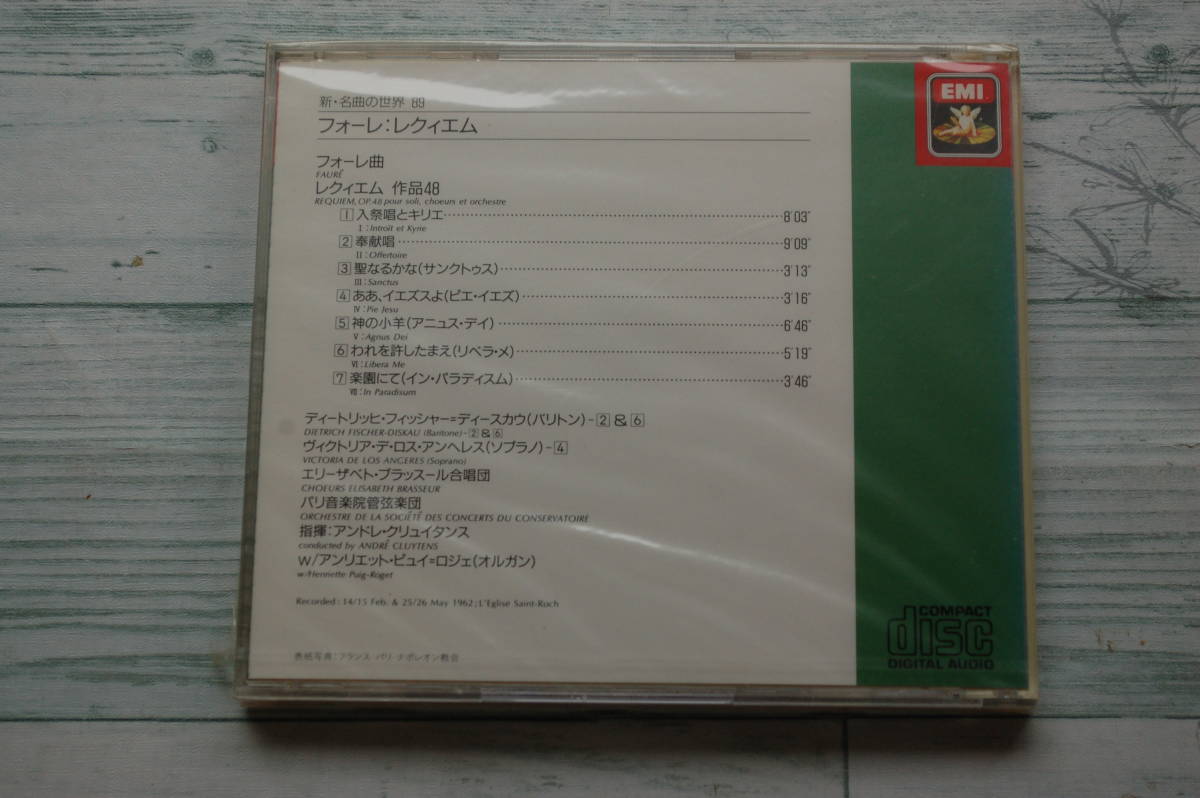 新・名曲の世界 89
フォーレ:レクィエム
EMI
フォーレ曲
FAURÉ
レクィエム 作品48
REQUIEM, OP.48 pour soli, choeurs et orchestre
1 入祭唱とキリエ 8'03"
I : Introït et Kyrie
2 奉献唱 9'09"
II : Offertoire
3 聖なるかな(サンクトゥス) 3'13"
III : Sanctus
4 ああ、イエズスよ(ピエ・イエズ) 3'16"
IV : Pie Jesu
5 神の小羊(アニュス・デイ) 6'46"
V : Agnus Dei
6 われを許したまえ(リベラ・メ) 5'19"
VI : Libera Me
7 楽園にて(イン・パラディスム) 3'46"
VII : In Paradisum
ディートリッヒ・フィッシャー=ディースカウ(バリトン)-2&6
DIETRICH FISCHER-DISKAU (Baritone)-2&6
ヴィクトリア・デ・ロス・アンヘレス(ソプラノ)-4
VICTORIA DE LOS ANGERES (Soprano)
エリーザベト・ブラッスール合唱団
CHOEURS ELISABETH BRASSEUR
パリ音楽院管弦楽団
ORCHESTRE DE LA SOCIÉTÉ DES CONCERTS DU CONSERVATOIRE
指揮:アンドレ・クリュイタンス
conducted by ANDRÉ CLUYTENS
w/アンリエット・ピュイ=ロジェ(オルガン)
w/Henriette Puig-Roget
Recorded : 14/15 Feb. & 25/26 May 1962 ; L'Eglise Saint-Roch
表紙写真:フランス・パリ・ナポレオン教会
COMPACT
disc
DIGITAL AUDIO